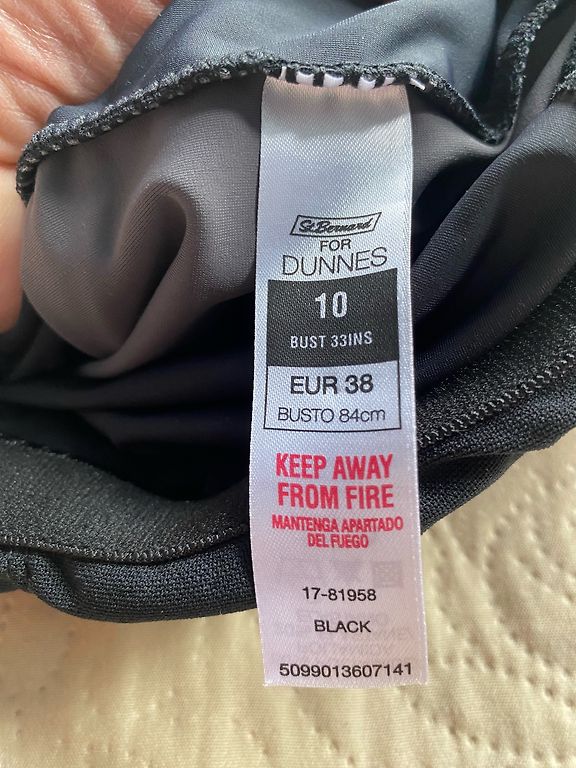 St.Bernard
FOR
DUNNES
10
BUST 33INS
EUR 38
BUSTO 84cm
KEEP AWAY
FROM FIRE
MANTENGA APARTADO
DEL FUEGO
17-81958
BLACK
5099013607141